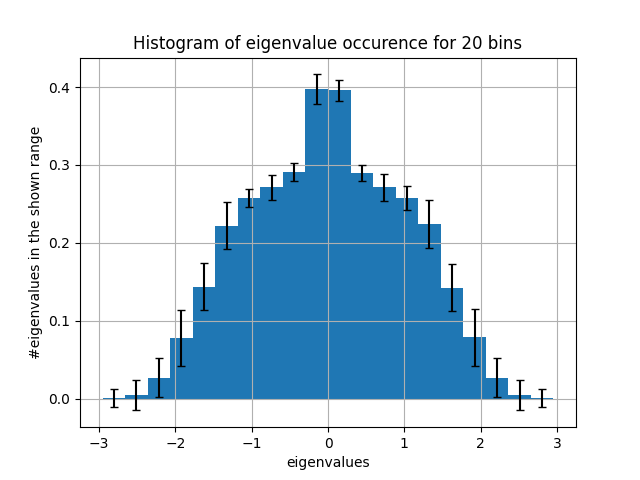 Histogram of eigenvalue occurence for 20 bins
#eigenvalues in the shown range
0.4
0.3
0.2
0.1
0.0
−3 −2 −1 0 1 2 3
eigenvalues